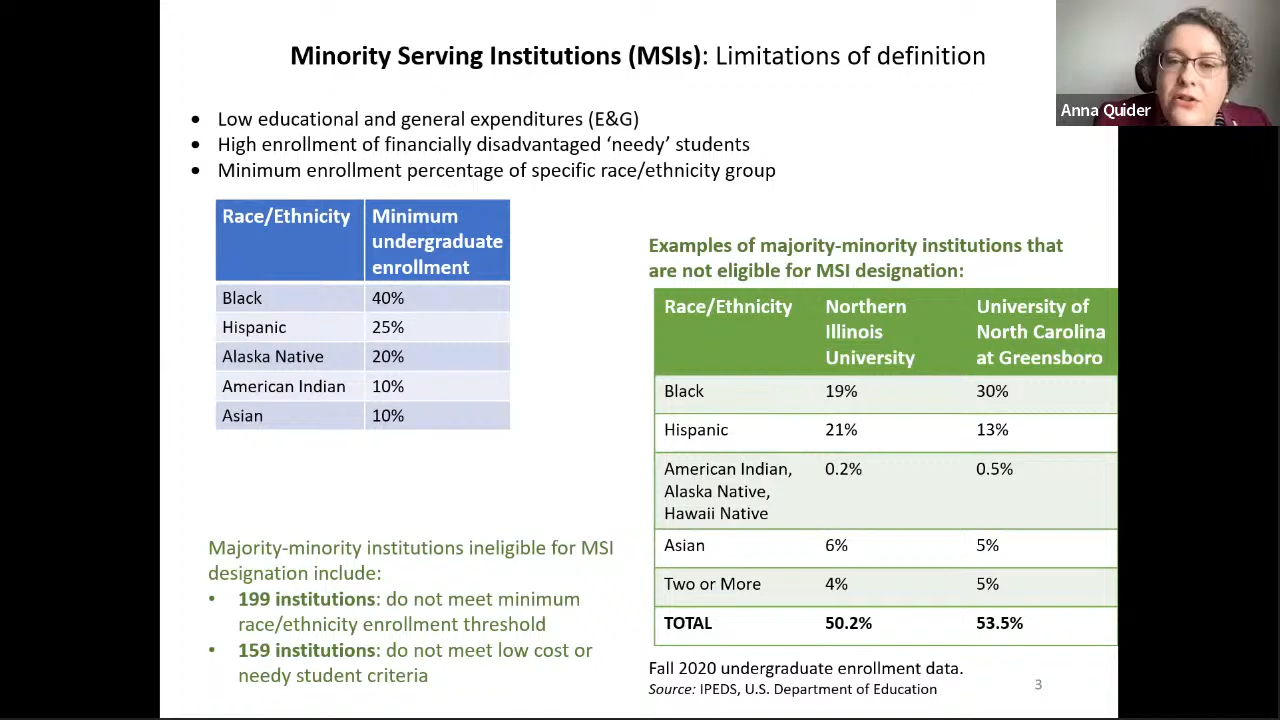 Minority Serving Institutions (MSIs): Limitations of definition
Anna Quider
• Low educational and general expenditures (E&G)
• High enrollment of financially disadvantaged ‘needy’ students
• Minimum enrollment percentage of specific race/ethnicity group
Race/Ethnicity Minimum
undergraduate
enrollment
Black 40%
Hispanic 25%
Alaska Native 20%
American Indian 10%
Asian 10%
Majority-minority institutions ineligible for MSI
designation include:
• 199 institutions: do not meet minimum
race/ethnicity enrollment threshold
• 159 institutions: do not meet low cost or
needy student criteria
Examples of majority-minority institutions that
are not eligible for MSI designation:
Race/Ethnicity Northern University of
Illinois North Carolina
University at Greensboro
Black 19% 30%
Hispanic 21% 13%
American Indian, 0.2% 0.5%
Alaska Native,
Hawaii Native
Asian 6% 5%
Two or More 4% 5%
TOTAL 50.2% 53.5%
Fall 2020 undergraduate enrollment data.
Source: IPEDS, U.S. Department of Education
3